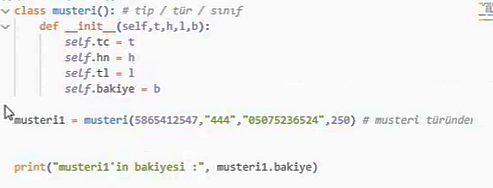 class musteri(): # tip / tür / sınıf
def __init__(self,t,h,l,b):
self.tc = t
self.hn = h
self.tl = l
self.bakiye = b
musteri1 = musteri(5865412547,"444","05075236524",250) # musteri türünden
print("musteri1'in bakiyesi :", musteri1.bakiye)